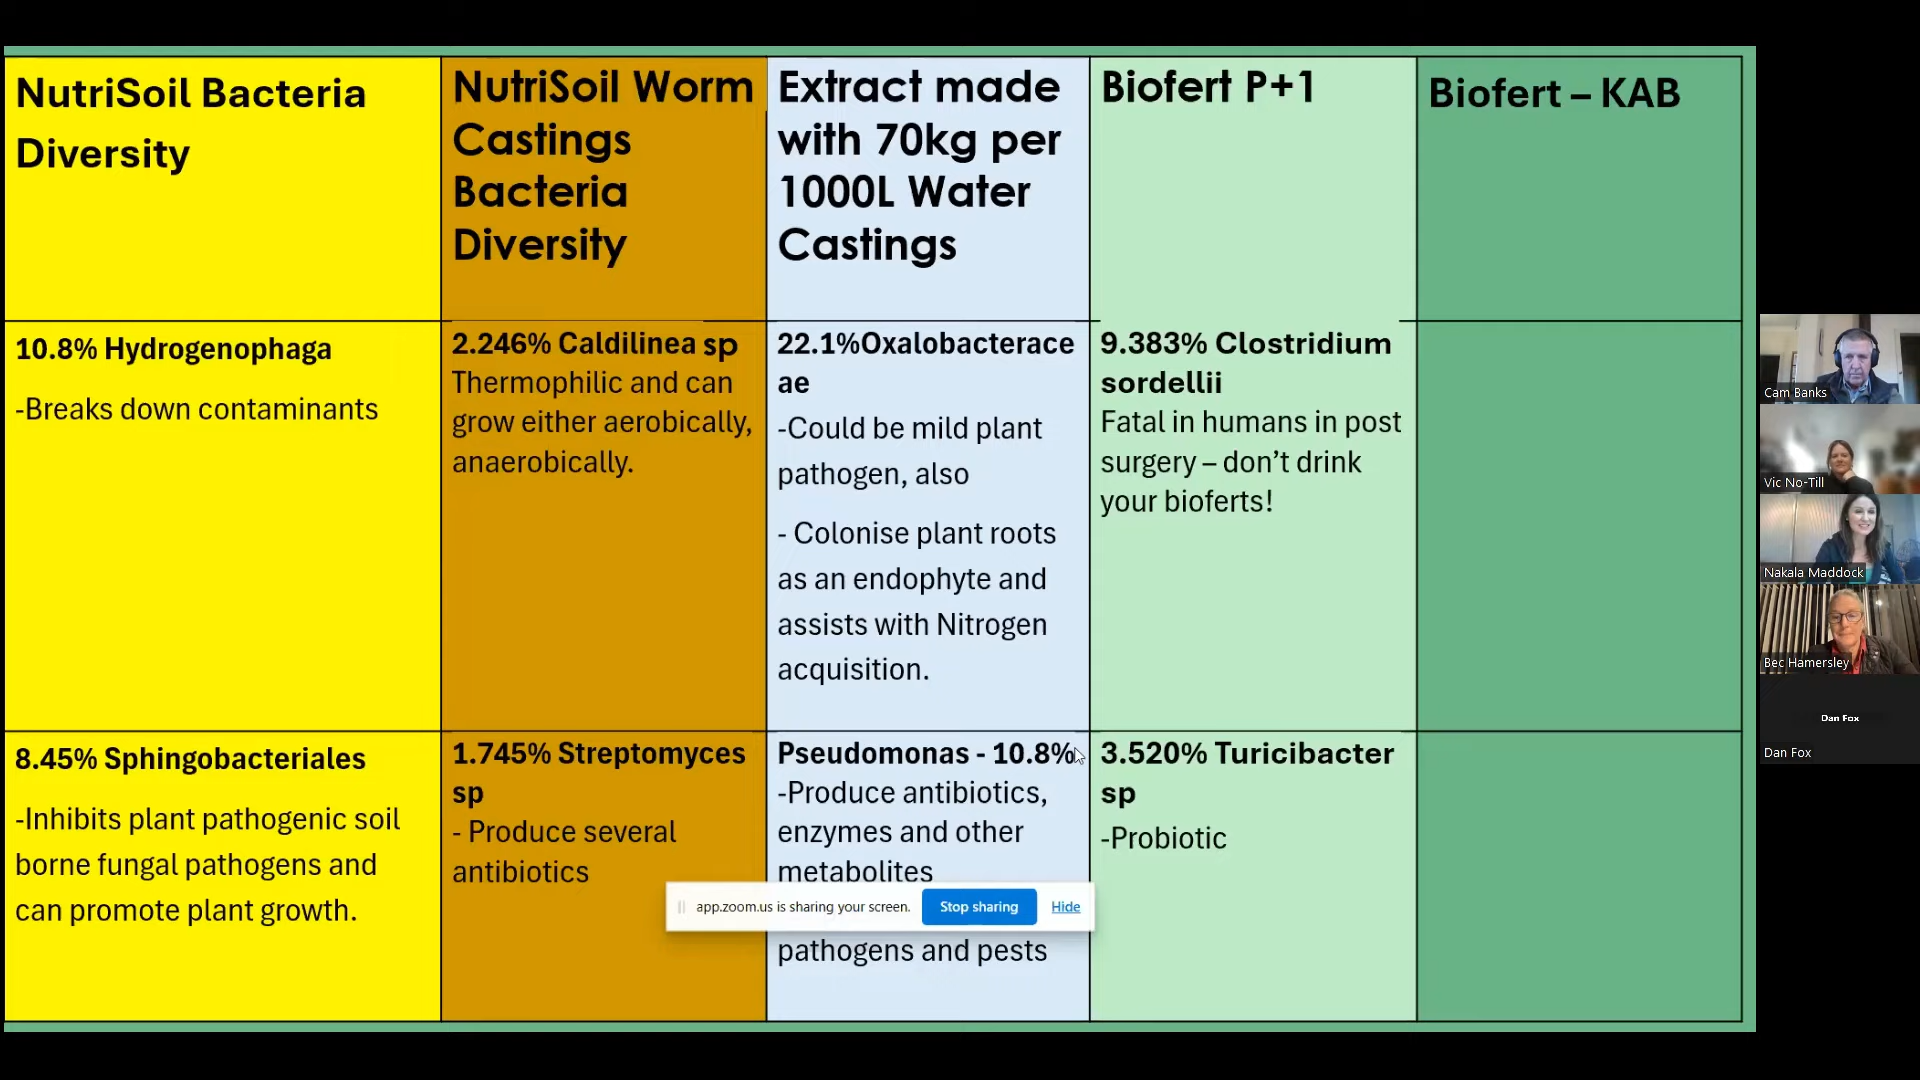 NutriSoil Bacteria
Diversity
NutriSoil Worm
Castings
Bacteria
Diversity
Extract made
with 70kg per
1000L Water
Castings
Biofert P+1
Biofert – KAB
10.8% Hydrogenophaga
-Breaks down contaminants
2.246% Caldilinea sp
Thermophilic and can
grow either aerobically,
anaerobically.
22.1%Oxalobacterace
ae
-Could be mild plant
pathogen, also
- Colonise plant roots
as an endophyte and
assists with Nitrogen
acquisition.
9.383% Clostridium
sordellii
Fatal in humans in post
surgery – don't drink
your bioferts!
8.45% Sphingobacteriales
-Inhibits plant pathogenic soil
borne fungal pathogens and
can promote plant growth.
1.745% Streptomyces
sp
- Produce several
antibiotics
Pseudomonas - 10.8%
-Produce antibiotics,
enzymes and other
metabolites
pathogens and pests
3.520% Turicibacter
sp
-Probiotic
app.zoom.us is sharing your screen.
Stop sharing
Hide
Cam Banks
Vic No-Till
Nakala Maddock
Bec Hamersley
Dan Fox
Dan Fox